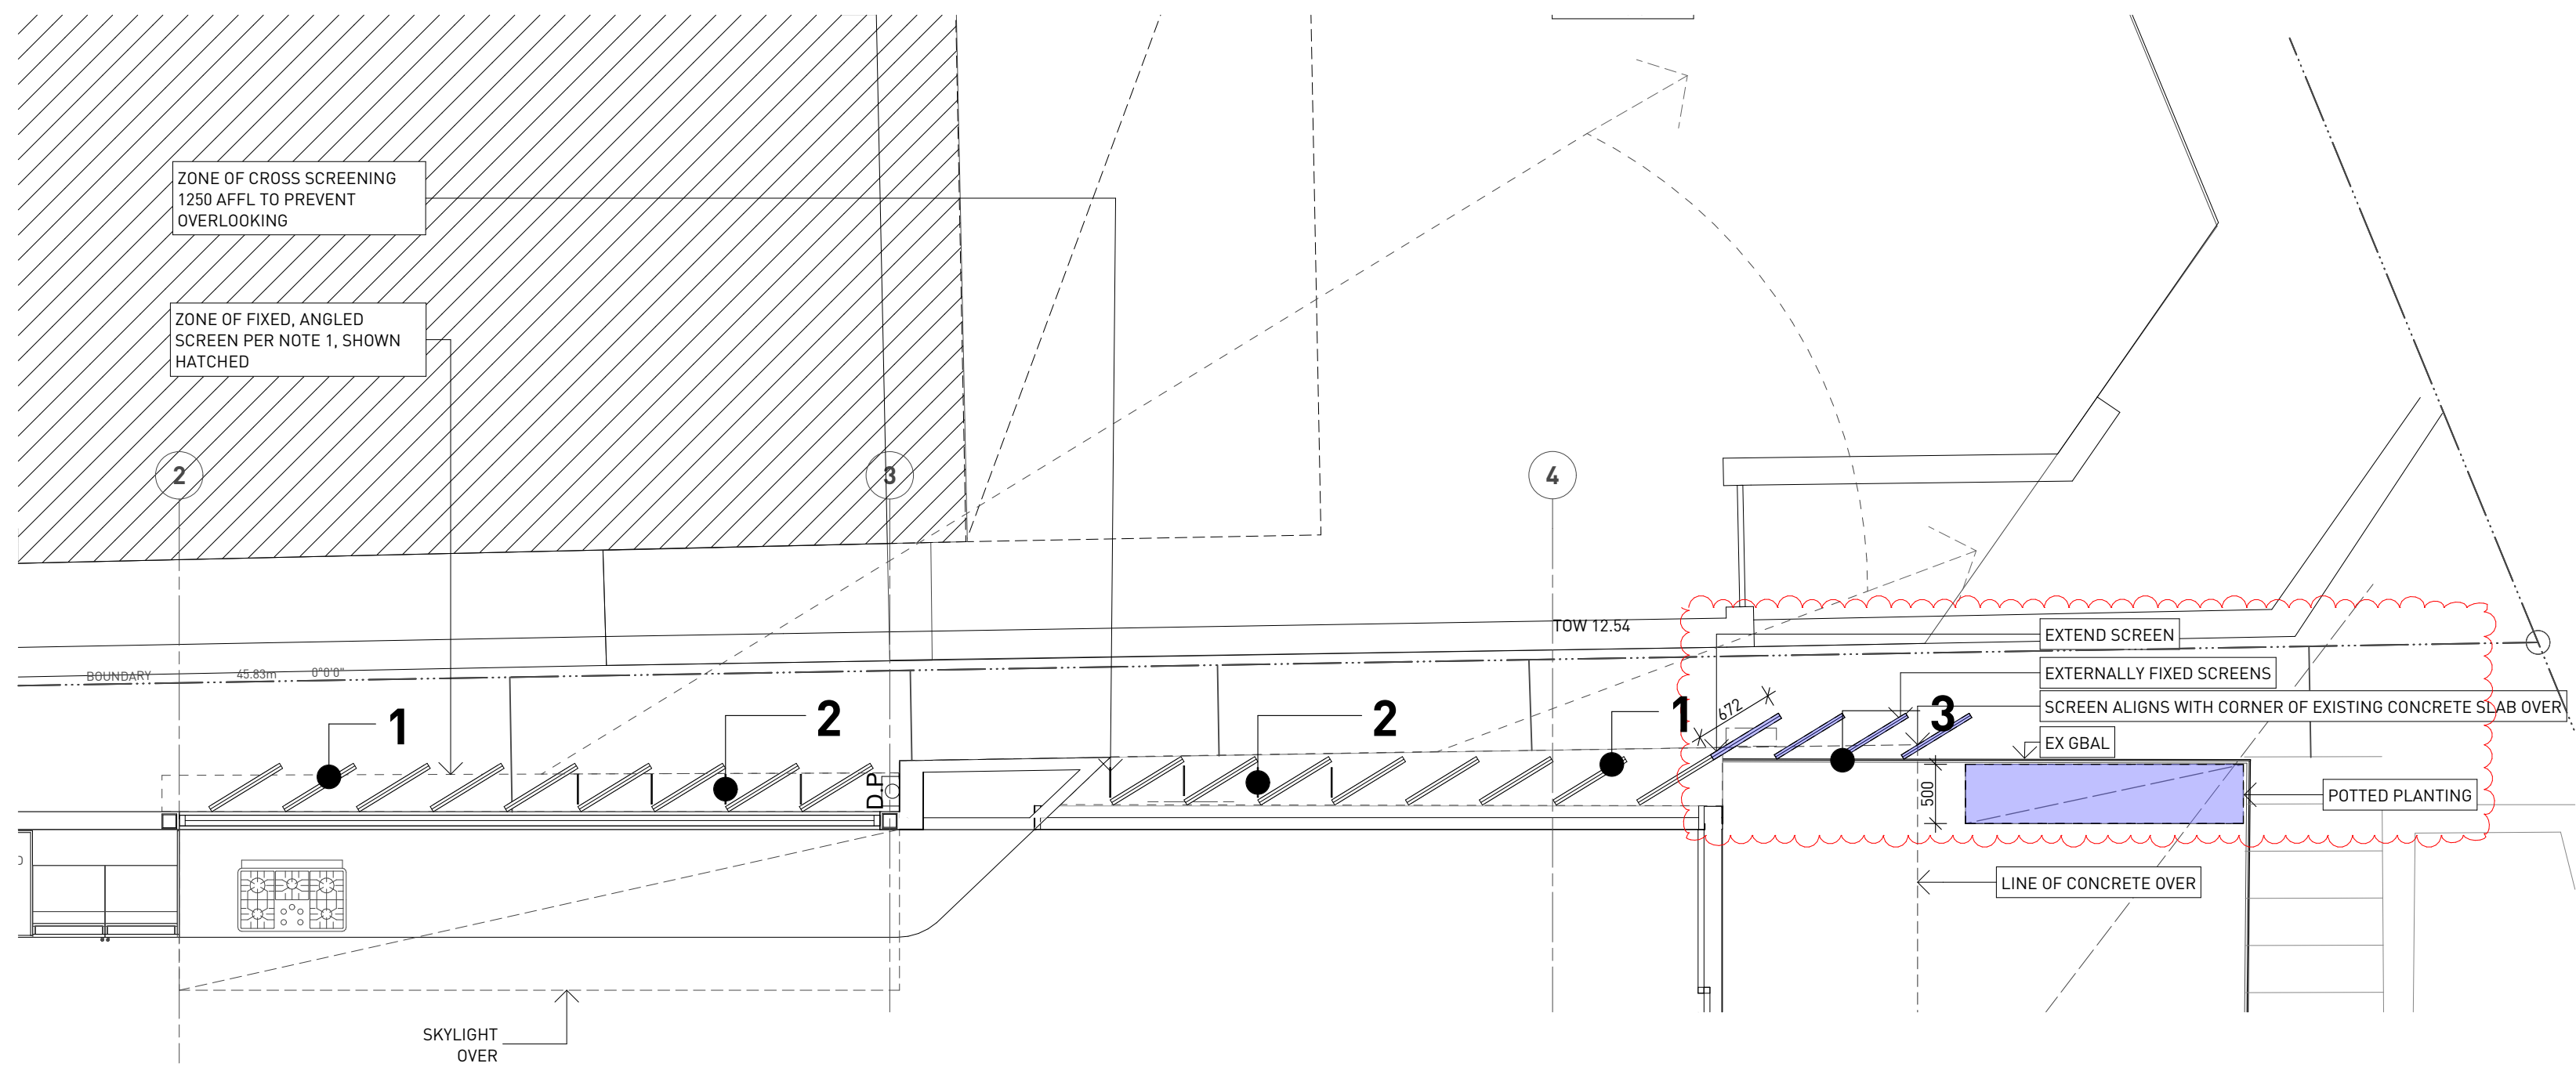 ZONE OF CROSS SCREENING
1250 AFFL TO PREVENT
OVERLOOKING
ZONE OF FIXED, ANGLED
SCREEN PER NOTE 1, SHOWN
HATCHED
2
3
4
TOW 12.54
EXTEND SCREEN
BOUNDARY
45.83m
0°0'0"
EXTERNALLY FIXED SCREENS
1
2
2
1
672
3
SCREEN ALIGNS WITH CORNER OF EXISTING CONCRETE SLAB OVER
EX GBAL
D.P
500
POTTED PLANTING
LINE OF CONCRETE OVER
SKYLIGHT
OVER